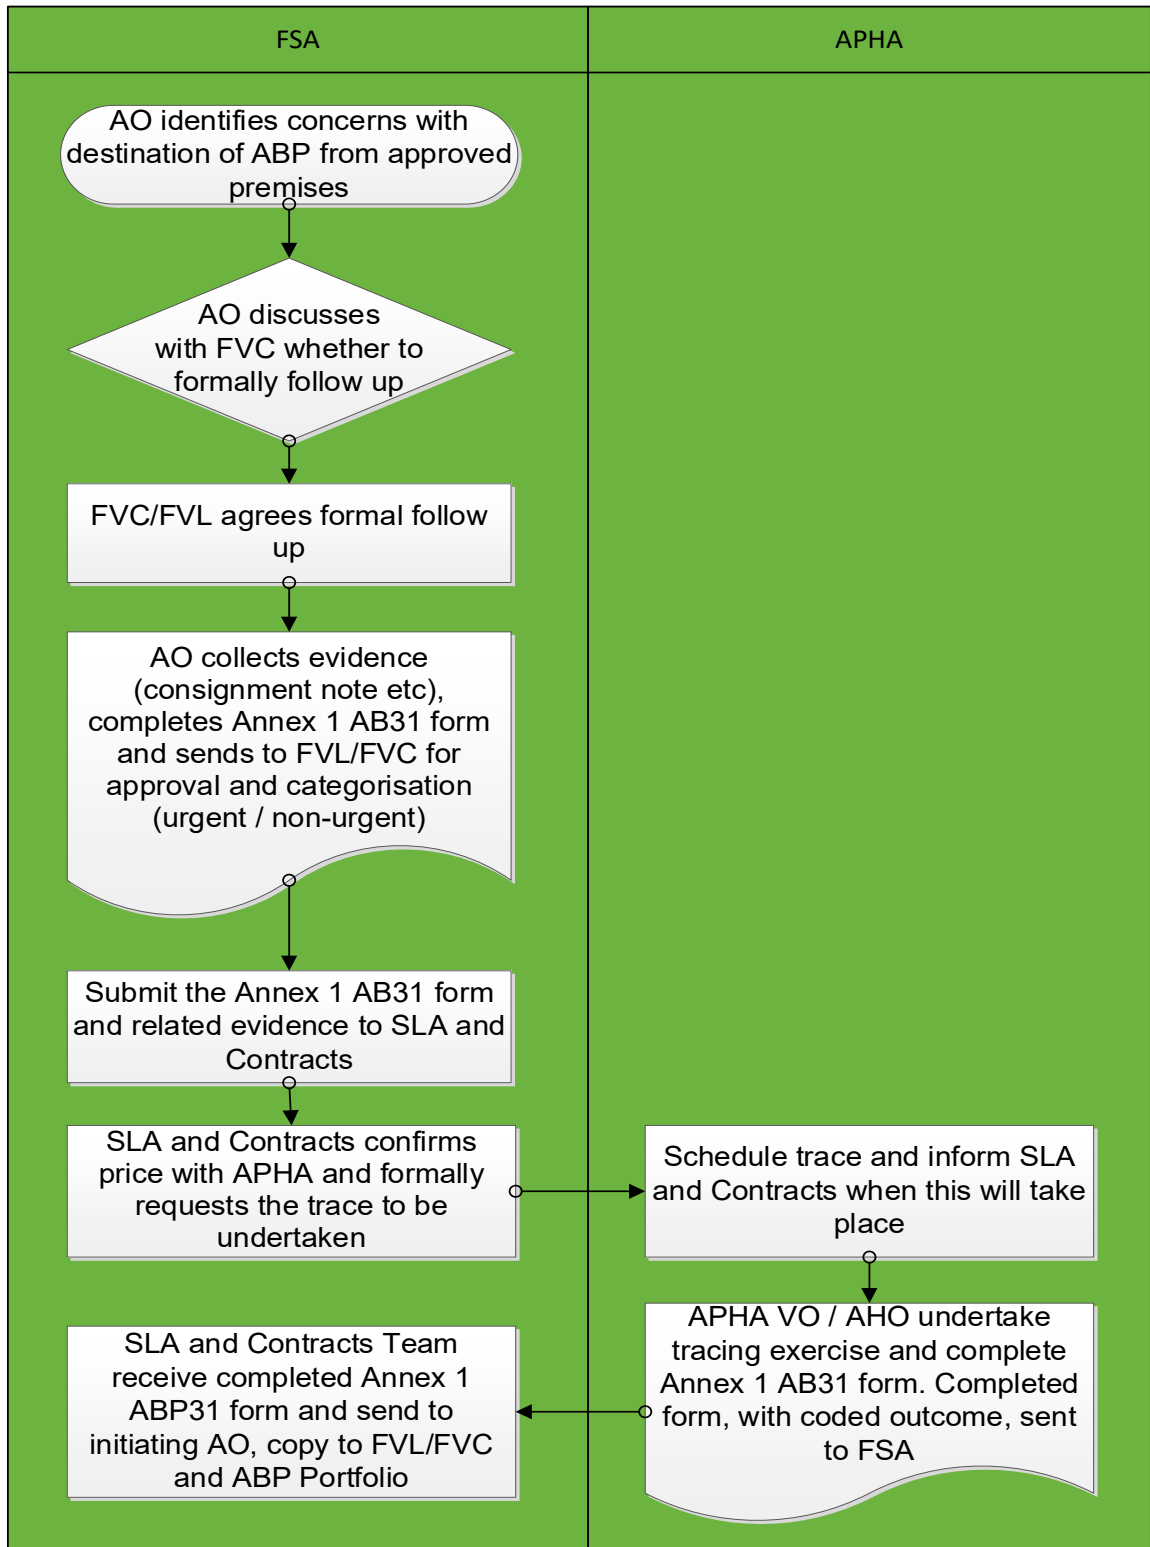 FSA
APHA
AO identifies concerns with
destination of ABP from approved
premises
AO discusses
with FVC whether to
formally follow up
FVC/FVL agrees formal follow
up
AO collects evidence
(consignment note etc),
completes Annex 1 AB31 form
and sends to FVL/FVC for
approval and categorisation
(urgent / non-urgent)
Submit the Annex 1 AB31 form
and related evidence to SLA and
Contracts
SLA and Contracts confirms
price with APHA and formally
requests the trace to be
undertaken
Schedule trace and inform SLA
and Contracts when this will take
place
APHA VO / AHO undertake
tracing exercise and complete
Annex 1 AB31 form. Completed
form, with coded outcome, sent
to FSA
SLA and Contracts Team
receive completed Annex 1
ABP31 form and send to
initiating AO, copy to FVL/FVC
and ABP Portfolio